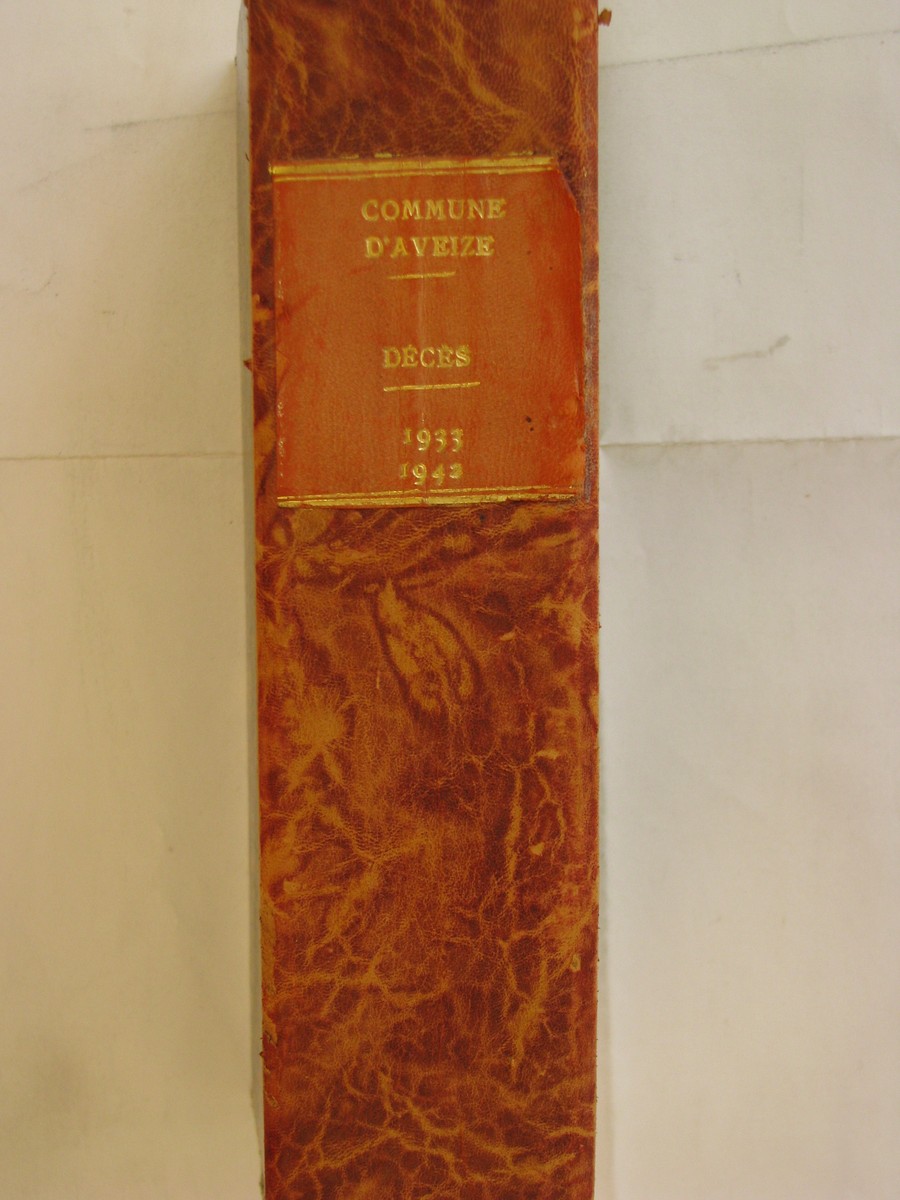 COMMUNE
D'AVEIZE
DÉCÈS
1933
1942